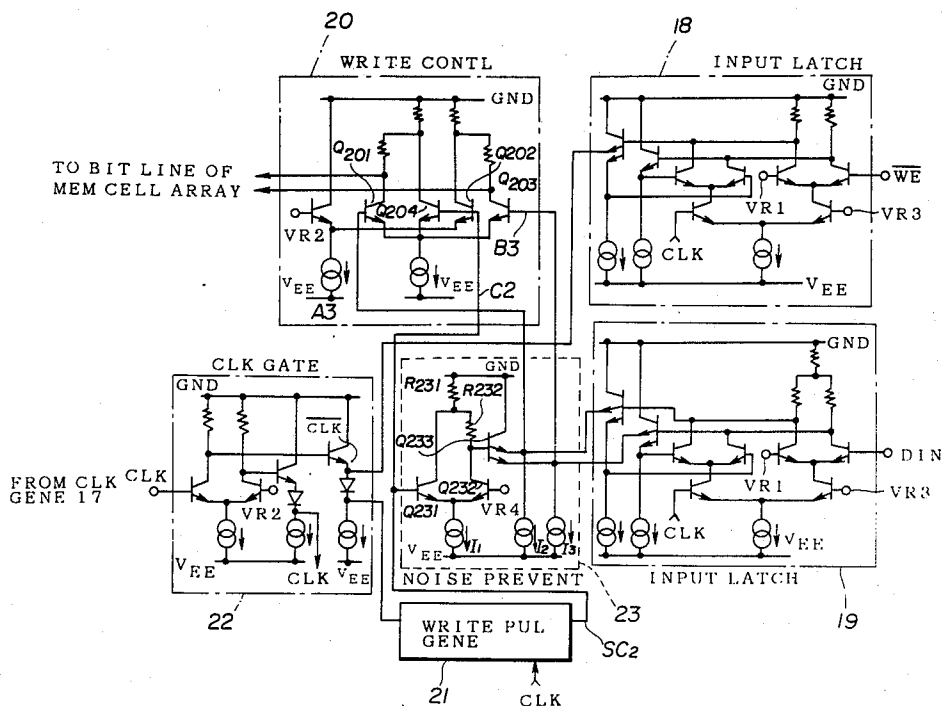 20
WRITE CONTL
GND
Q201
Q202
Q203
Q204
TO BIT LINE OF
MEM CELL ARRAY
VR2
B3
VEE
VEE
A3
C2
18
INPUT LATCH
GND
WE
VR1
VR3
CLK
VEE
CLK GATE
GND
CLK
CLK
FROM CLK
GENE 17
VR2
VEE
CLK
VEE
22
GND
R231
R232
Q233
Q232
Q231
VR4
VEE
I1
I2
I3
NOISE PREVENT
23
GND
DIN
VR1
VR3
CLK
VEE
INPUT LATCH
19
WRITE PUL
GENE
SC2
21
CLK